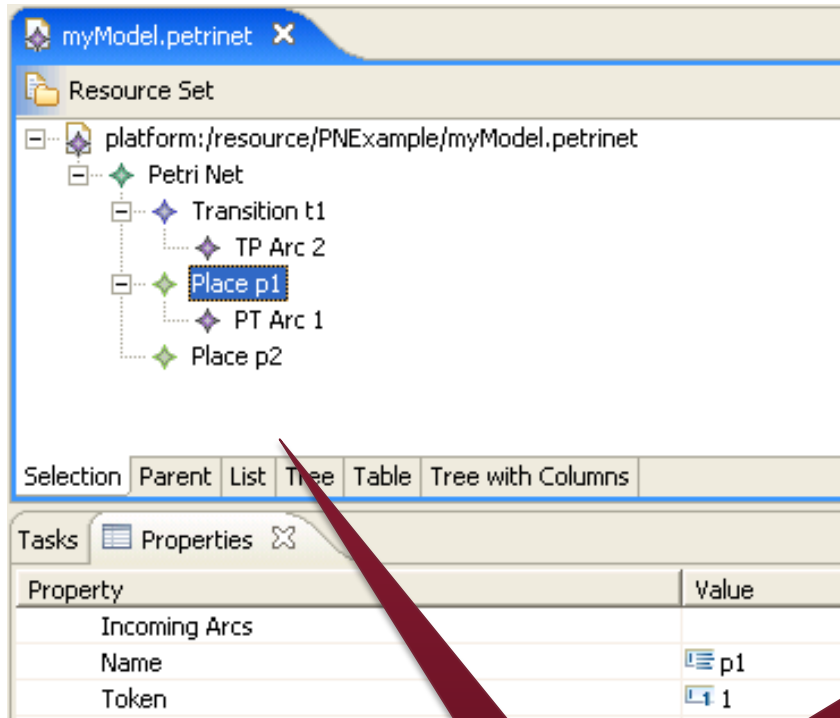 myModel.petrinet
Resource Set
platform:/resource/PNExample/myModel.petrinet
Petri Net
Transition t1
TP Arc 2
Place p1
PT Arc 1
Place p2
Selection Parent List Tree Table Tree with Columns
Tasks Properties
Property Value
Incoming Arcs
Name p1
Token 1